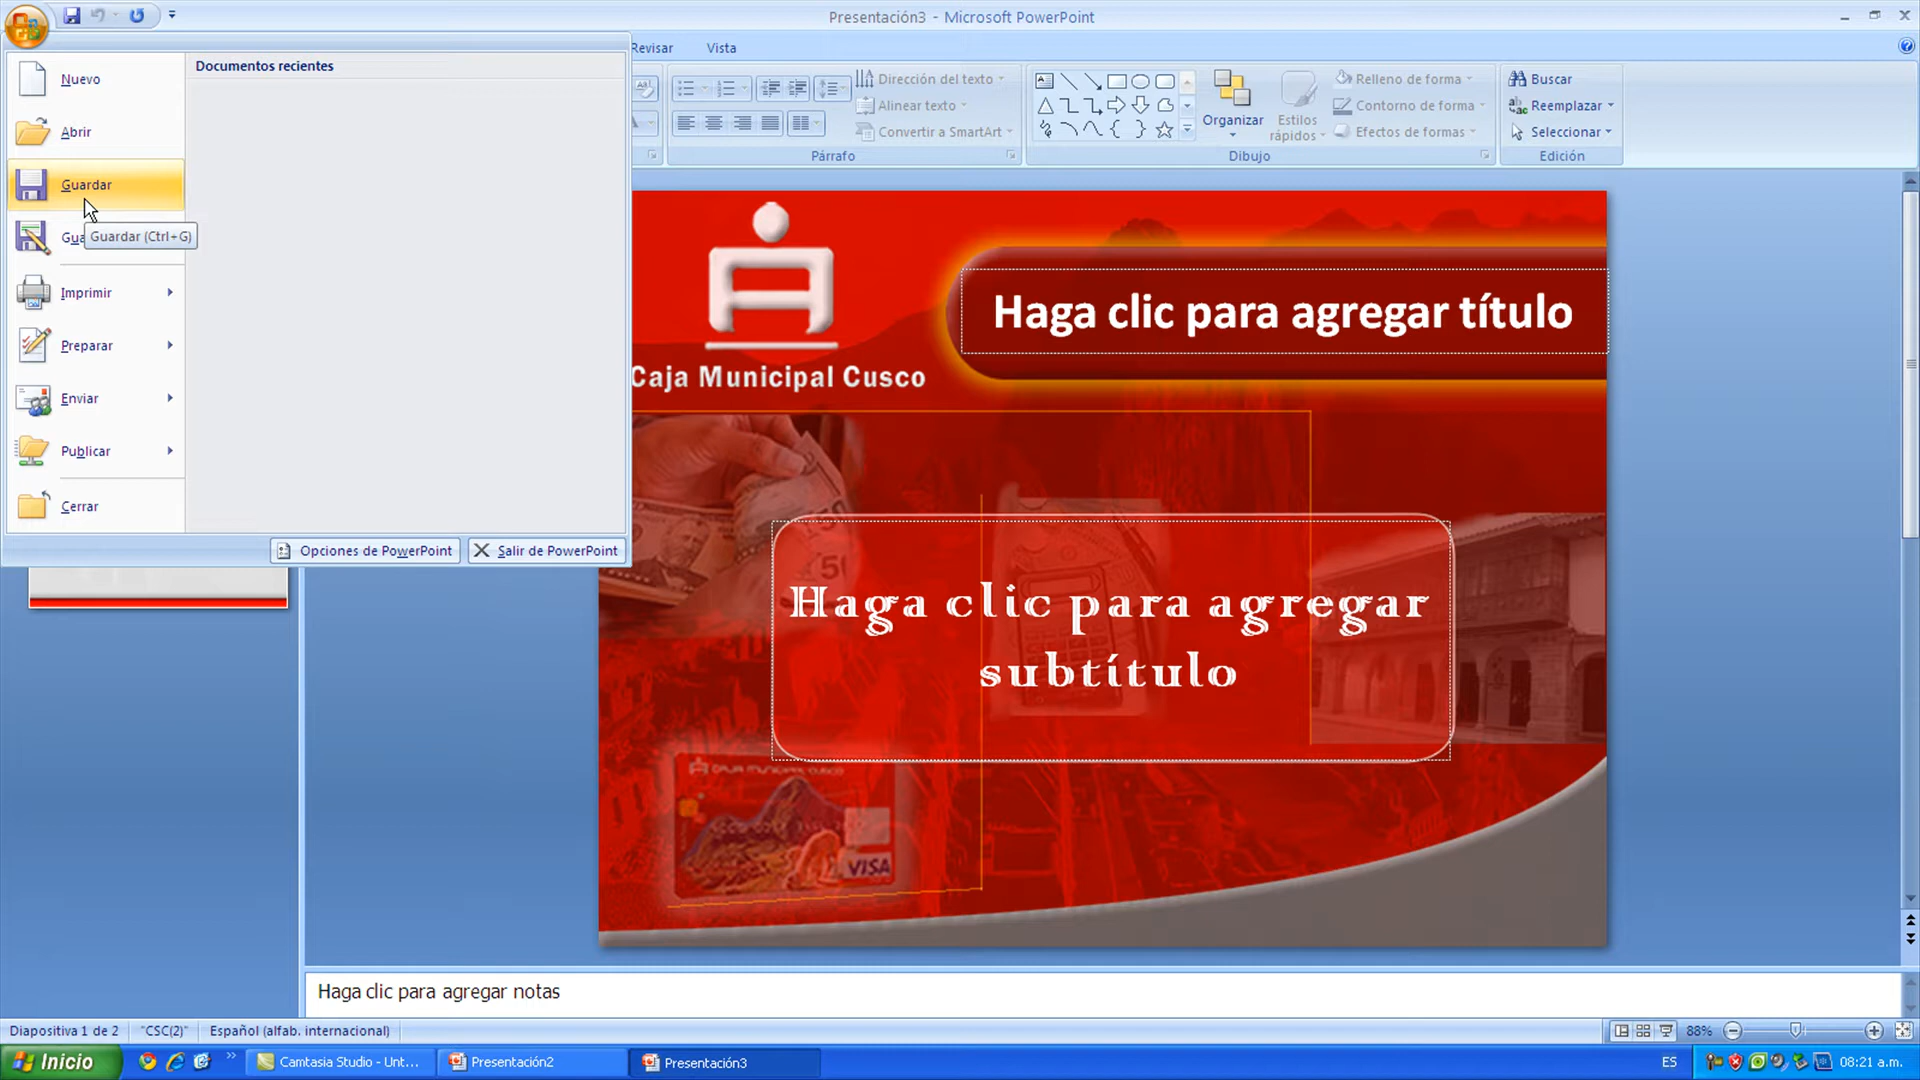 Presentación3 - Microsoft PowerPoint
Revisar
Vista
Documentos recientes
Nuevo
Abrir
Guardar
Gua
Guardar (Ctrl+G)
Imprimir
Preparar
Enviar
Publicar
Cerrar
Opciones de PowerPoint
Salir de PowerPoint
Dirección del texto
Alinear texto
Convertir a SmartArt
Párrafo
Organizar
Estilos rápidos
Relleno de forma
Contorno de forma
Efectos de formas
Dibujo
Buscar
Reemplazar
Seleccionar
Edición
Caja Municipal Cusco
Haga clic para agregar título
Haga clic para agregar
subtítulo
CAJA MUNICIPAL CUSCO
VISA
Haga clic para agregar notas
Diapositiva 1 de 2
"CSC(2)"
Español (alfab. internacional)
88%
Inicio
Camtasia Studio - Unt...
Presentación2
Presentación3
ES
08:21 a.m.